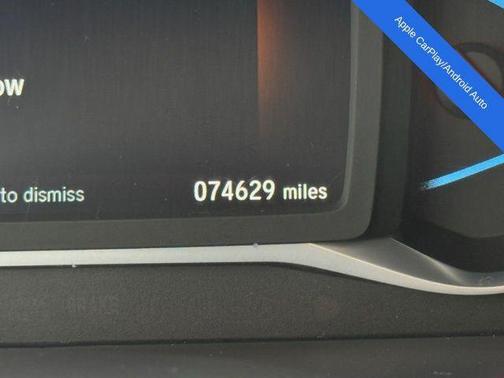 Apple CarPlay/Android Auto
ow
to dismiss
074629 miles